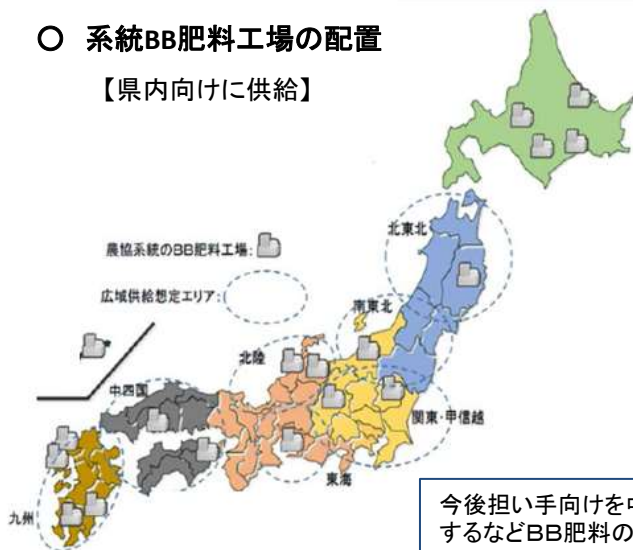 〇 系統BB肥料工場の配置
【県内向けに供給】
北東北
農協系統のBB肥料工場:
広域供給想定エリア:
南東北
北陸
中四国
関東・甲信越
東海
九州
今後担い手向けを
するなどBB肥料の